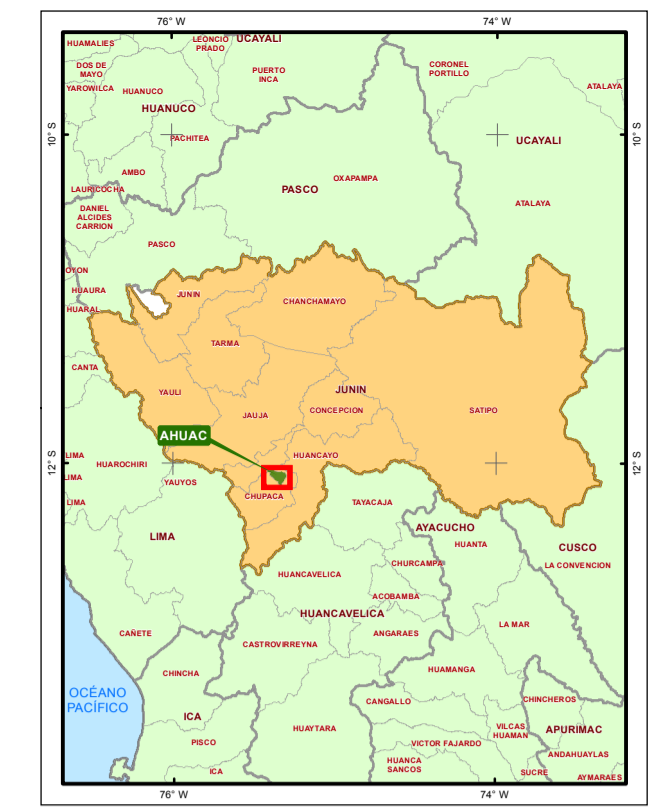 76° W
74° W
HUAMALIES
LEONCIO
PRADO
UCAYALI
DOS DE
MAYO
PUERTO
INCA
CORONEL
PORTILLO
YAROWILCA
HUANUCO
ATALAYA
HUANUCO
10° S
10° S
PACHITEA
UCAYALI
AMBO
LAURICOCHA
OXAPAMPA
PASCO
DANIEL
ALCIDES
CARRION
ATALAYA
PASCO
OYON
HUAURA
JUNIN
CHANCHAMAYO
HUARAL
TARMA
CANTA
YAULI
JUNIN
JAUJA
CONCEPCION
SATIPO
AHUAC
LIMA
HUAROCHIRI
HUANCAYO
12° S
12° S
LIMA
YAUYOS
CHUPACA
LIMA
TAYACAJA
LIMA
AYACUCHO
HUANTA
CUSCO
LA CONVENCION
CHURCAMPA
HUANCAVELICA
ACOBAMBA
HUANCAVELICA
LA MAR
CAÑETE
ANGARAES
CASTROVIRREYNA
HUAMANGA
CHINCHA
OCÉANO
PACÍFICO
CANGALLO
CHINCHEROS
ICA
HUAYTARA
VILCAS
HUAMAN
APURIMAC
PISCO
VICTOR FAJARDO
ANDAHUAYLAS
HUANCA
SANCOS
ICA
SUCRE
AYMARAES
76° W
74° W